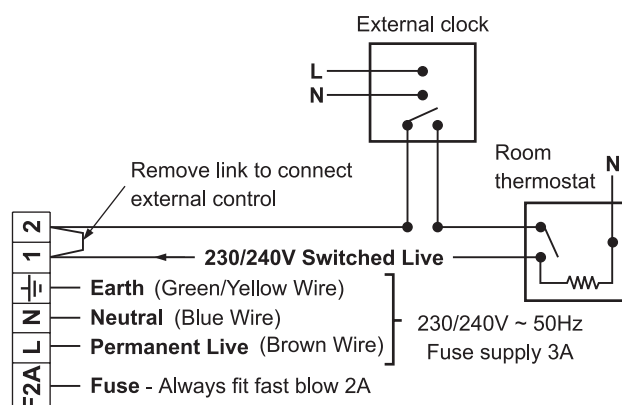 External clock
L
N
Room
thermostat
N
Remove link to connect
external control
2
1
230/240V Switched Live
Earth (Green/Yellow Wire)
N
Neutral (Blue Wire)
L
Permanent Live (Brown Wire)
230/240V ~ 50Hz
Fuse supply 3A
F2A
Fuse - Always fit fast blow 2A